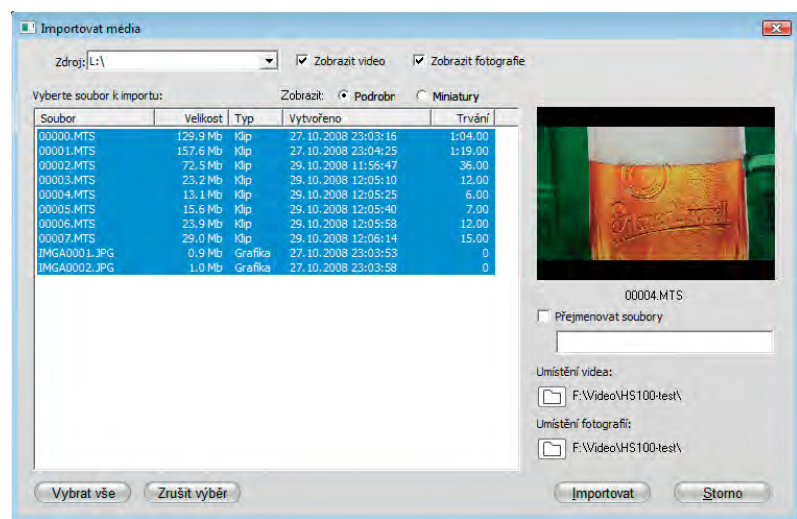 Importovat média
Zdroj: L:\ Zobrazit video Zobrazit fotografie
Vyberte soubor k importu: Zobrazit: Podrobr Miniatury
Soubor Velikost Typ Vytvořeno Trvání
00000.MTS 129.9 Mb Klip 27.10.2008 23:03:16 1:04.00
00001.MTS 157.6 Mb Klip 27.10.2008 23:04:25 1:19.00
00002.MTS 72.5 Mb Klip 29.10.2008 11:56:47 36.00
00003.MTS 23.2 Mb Klip 29.10.2008 12:05:10 12.00
00004.MTS 13.1 Mb Klip 29.10.2008 12:05:25 6.00
00005.MTS 15.6 Mb Klip 29.10.2008 12:05:40 7.00
00006.MTS 23.9 Mb Klip 29.10.2008 12:05:58 12.00
00007.MTS 29.0 Mb Klip 29.10.2008 12:06:14 15.00
IMGA0001.JPG 0.9 Mb Grafika 27.10.2008 23:03:53 0
IMGA0002.JPG 1.0 Mb Grafika 27.10.2008 23:03:58 0
00004.MTS
Přejmenovat soubory
Umístění videa:
F:\Video\HS100-test\
Umístění fotografií:
F:\Video\HS100-test\
Vybrat vše Zrušit výběr Importovat Storno